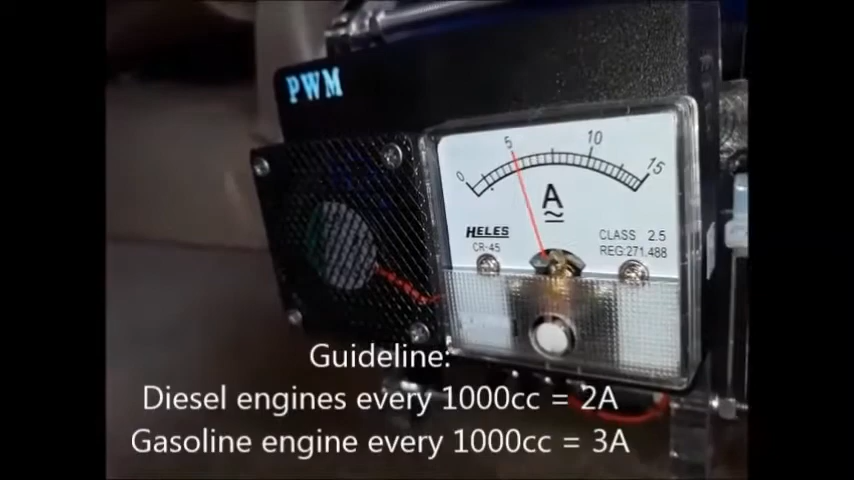 PWM
0 5 10 15
A
HELES
CR-45
CLASS 2.5
REG:271.488
Guideline:
Diesel engines every 1000cc = 2A
Gasoline engine every 1000cc = 3A